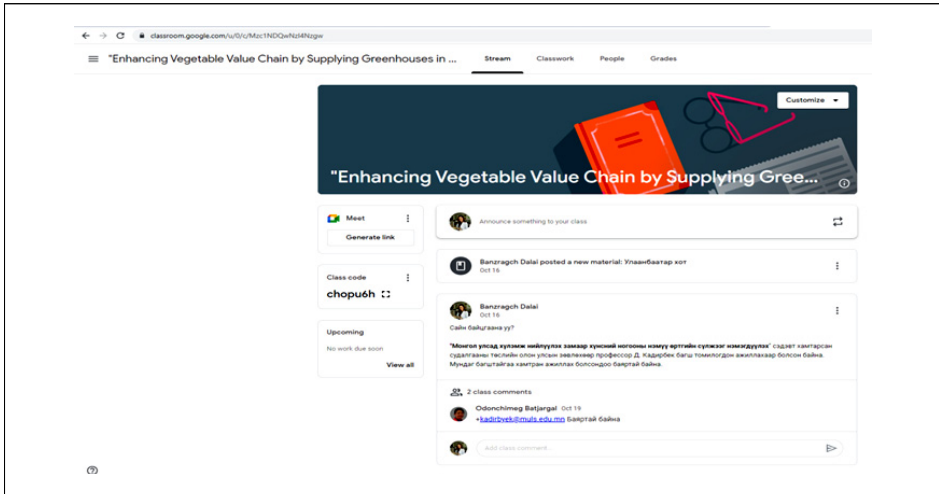 classroom.google.com/u/0/c/Mzc1NDQwNzI4Nzgw
"Enhancing Vegetable Value Chain by Supplying Greenhouses in ...
Stream Classwork People Grades
Customize
"Enhancing Vegetable Value Chain by Supplying Gree...
Meet
Generate link
Class code
chopu6h
Upcoming
No work due soon
View all
Announce something to your class
Banzragch Dalai posted a new material: Улаанбаатар хот
Oct 16
Banzragch Dalai
Oct 16
Сайн байцгаана уу?
"Монгол улсад хүлэмж нийлүүлэх замаар хүнсний ногооны нэмүү өртгийн сүлжээг нэмэгдүүлэх" сэдэвт хамтарсан
судалгааны төслийн олон улсын зөвлөхөөр профессор Д. Кадирбек багш томилогдон ажиллахаар болсон байна.
Мундаг багштайгаа хамтран ажиллах болсондоо баяртай байна.
2 class comments
Odonchimeg Batjargal Oct 19
+kadirbyek@muls.edu.mn Баяртай байна
Add class comment...